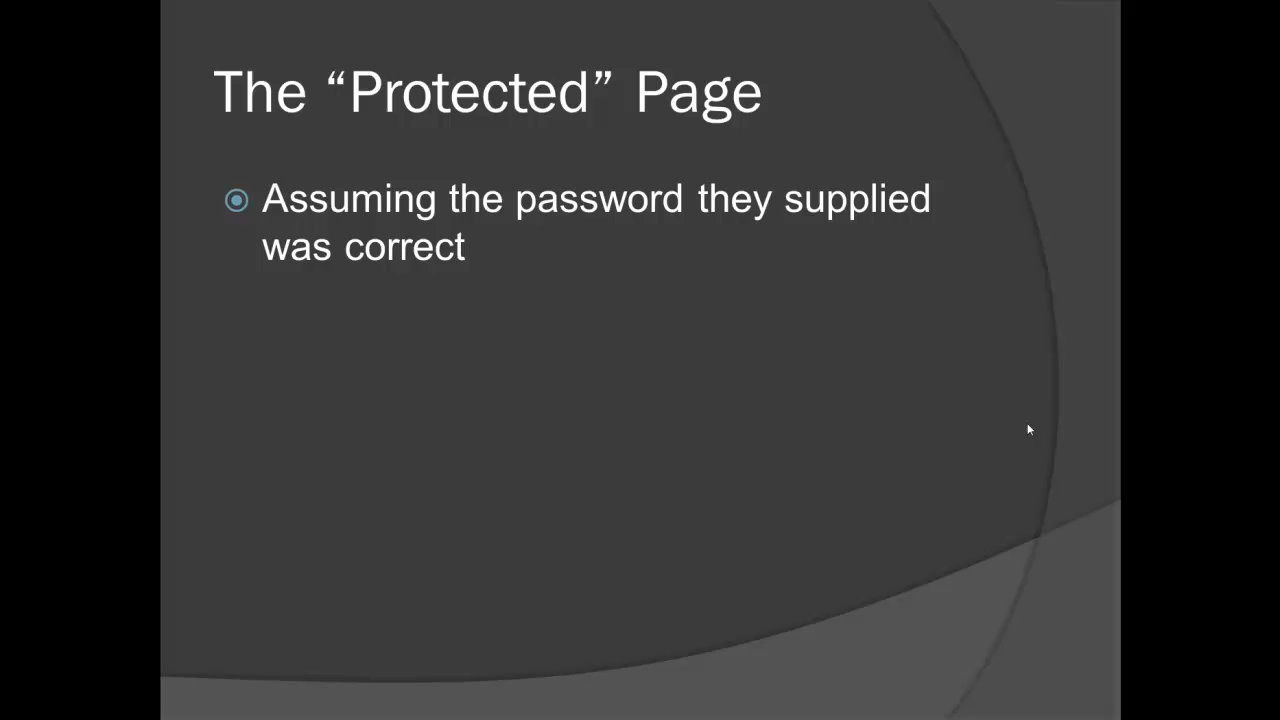 The “Protected” Page
Assuming the password they supplied
was correct